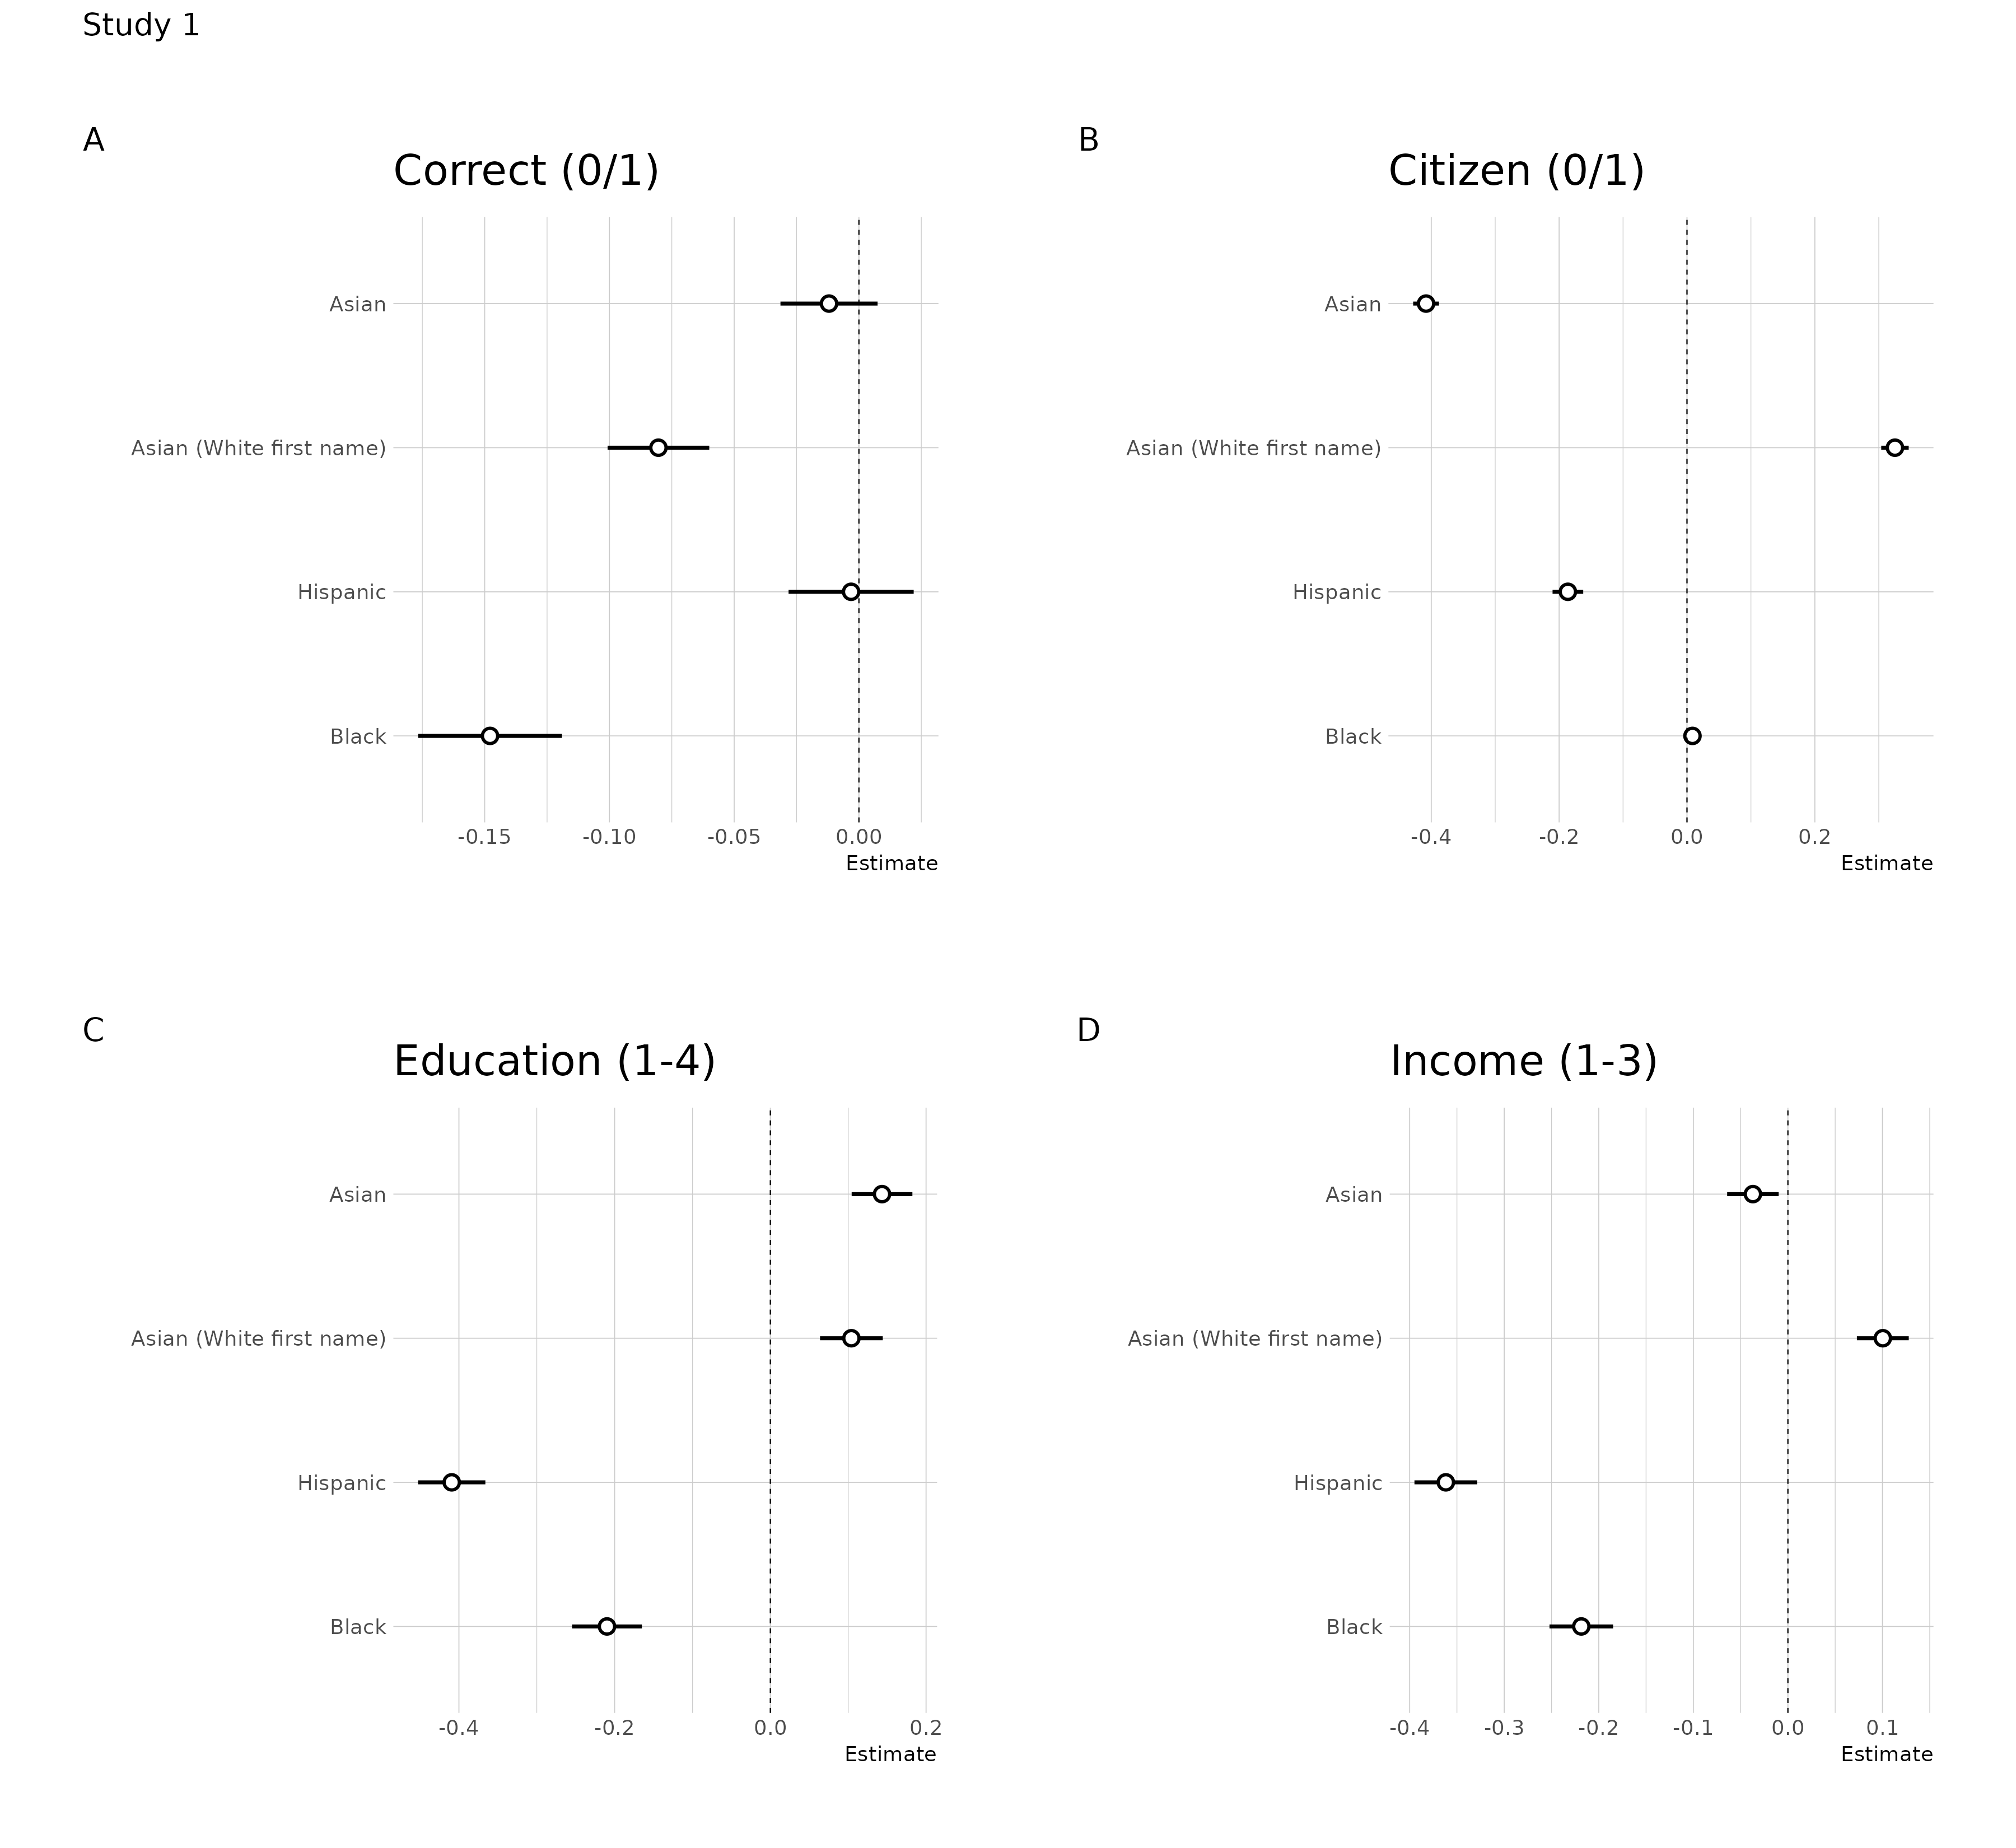 Study 1
A
Correct (0/1)
Asian
Asian (White first name)
Hispanic
Black
-0.15 -0.10 -0.05 0.00
Estimate
B
Citizen (0/1)
Asian
Asian (White first name)
Hispanic
Black
-0.4 -0.2 0.0 0.2
Estimate
C
Education (1-4)
Asian
Asian (White first name)
Hispanic
Black
-0.4 -0.2 0.0 0.2
Estimate
D
Income (1-3)
Asian
Asian (White first name)
Hispanic
Black
-0.4 -0.3 -0.2 -0.1 0.0 0.1
Estimate